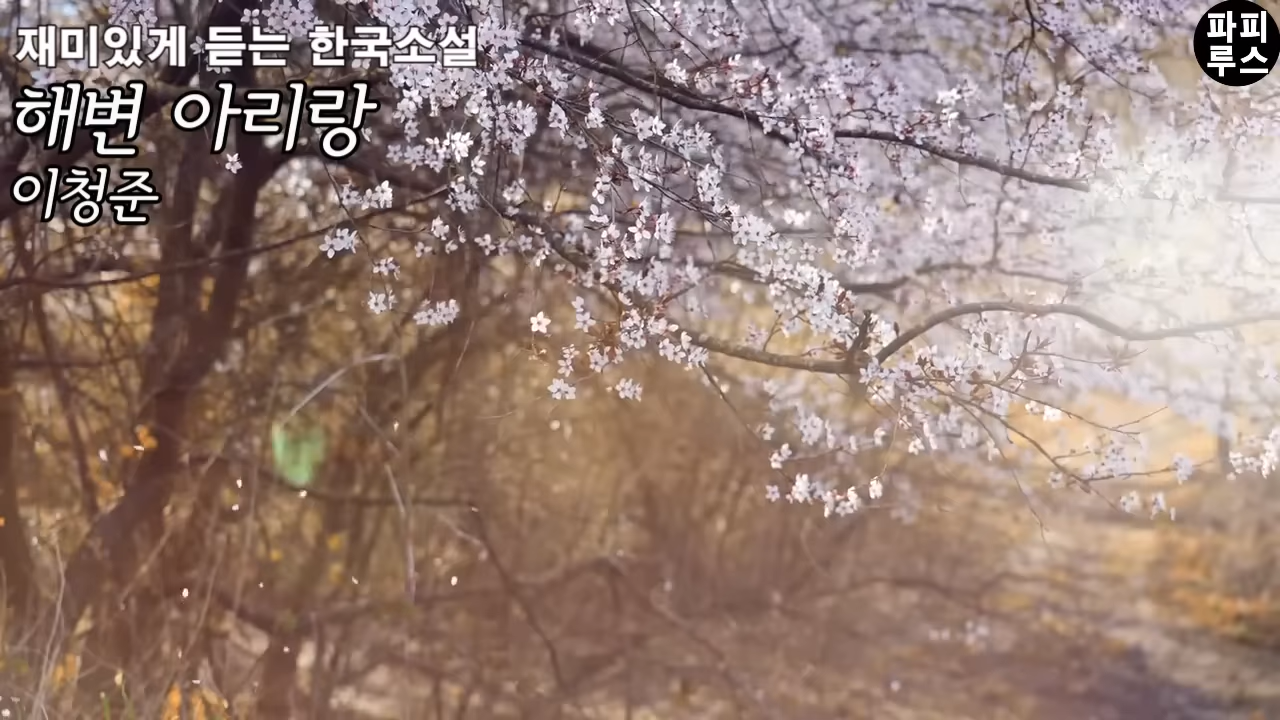 재미있게 듣는 한국소설
해변 아리랑
이청준
파피
루스